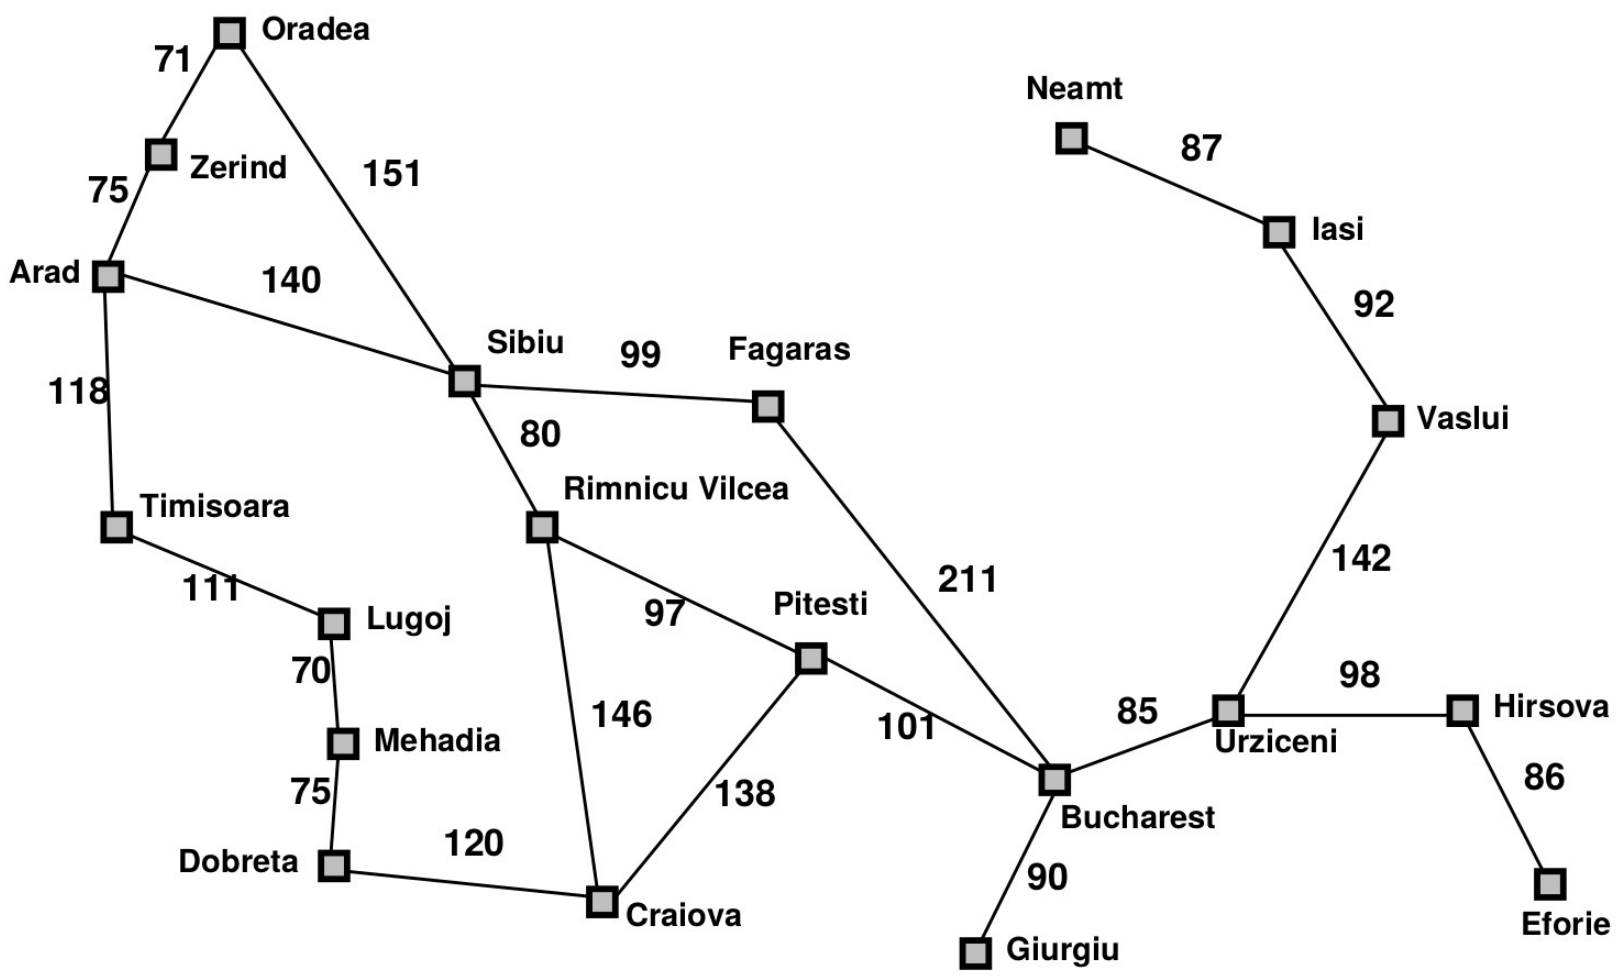 Oradea
71
Neamt
87
Zerind
151
75
Iasi
Arad
140
92
Sibiu
99
Fagaras
118
80
Vaslui
Rimnicu Vilcea
Timisoara
142
111
211
97
Pitesti
Lugoj
70
98
146
101
85
Hirsova
Urziceni
Mehadia
86
75
138
Bucharest
120
Dobreta
90
Craiova
Eforie
Giurgiu